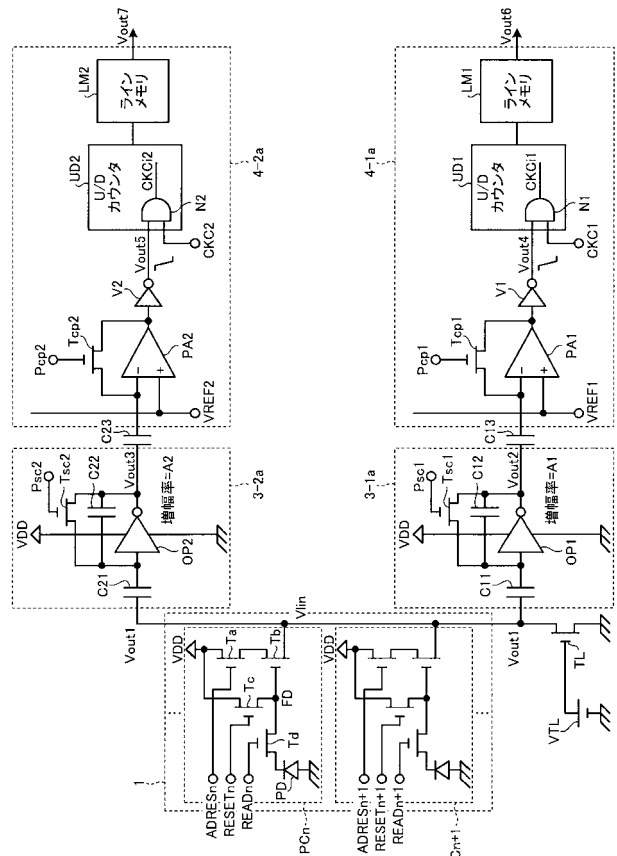 Vout7
LM2
ライン
メモリ
4-2a
UD2
U/D
カウンタ
CKCi2
N2
Vout5
CKC2
V2
Tcp2
Pcp2
PA2
−
+
VREF2
C23
Vout3
Psc2
Tsc2
C22
3-2a
増幅率=A2
VDD
OP2
C21
Vout1
Vout6
LM1
ライン
メモリ
4-1a
UD1
U/D
カウンタ
CKCi1
N1
Vout4
CKC1
V1
Tcp1
Pcp1
PA1
−
+
VREF1
C13
Vout2
Psc1
Tsc1
C12
3-1a
増幅率=A1
VDD
OP1
C11
Vout1
Vlin
VDD
Ta
Tb
Tc
FD
Td
PD
1
ADRESn
RESETn
READn
PCn
VDD
ADRESn+1
RESETn+1
READn+1
Cn+1
TL
VTL